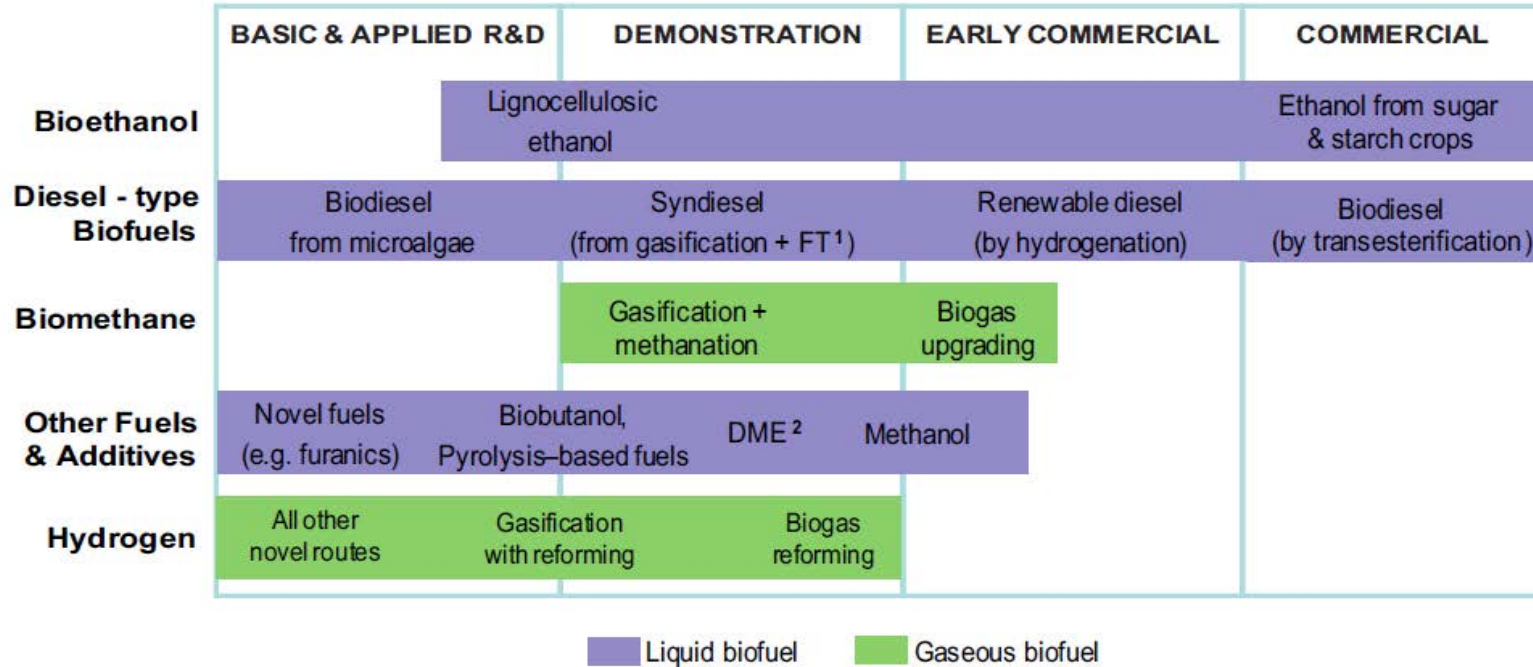 BASIC & APPLIED R&D DEMONSTRATION EARLY COMMERCIAL COMMERCIAL
Bioethanol
Lignocellulosic
ethanol
Ethanol from sugar
& starch crops
Diesel - type
Biofuels
Biodiesel
from microalgae
Syndiesel
(from gasification + FT¹)
Renewable diesel
(by hydrogenation)
Biodiesel
(by transesterification)
Biomethane
Gasification +
methanation
Biogas
upgrading
Other Fuels
& Additives
Novel fuels
(e.g. furanics)
Biobutanol,
Pyrolysis–based fuels
DME²
Methanol
Hydrogen
All other
novel routes
Gasification
with reforming
Biogas
reforming
Liquid biofuel Gaseous biofuel